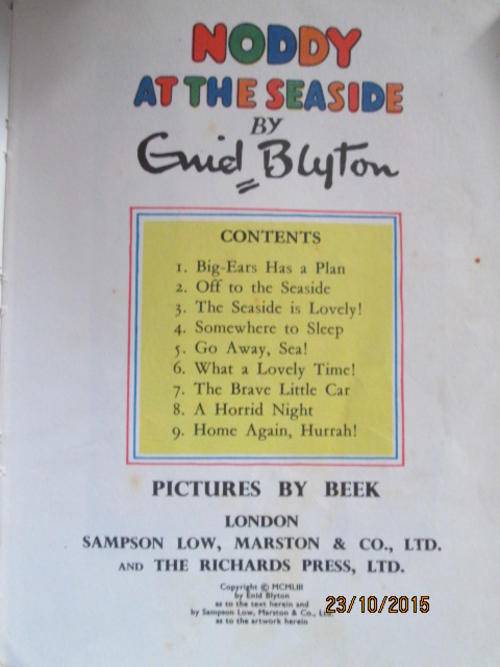 NODDY
AT THE SEASIDE
BY
Enid Blyton
CONTENTS
1. Big-Ears Has a Plan
2. Off to the Seaside
3. The Seaside is Lovely!
4. Somewhere to Sleep
5. Go Away, Sea!
6. What a Lovely Time!
7. The Brave Little Car
8. A Horrid Night
9. Home Again, Hurrah!
PICTURES BY BEEK
LONDON
SAMPSON LOW, MARSTON & CO., LTD.
AND THE RICHARDS PRESS, LTD.
Copyright © MCMLIII
by Enid Blyton
as to the text herein and
by Sampson Low, Marston & Co., Ltd.
as to the artwork herein
23/10/2015